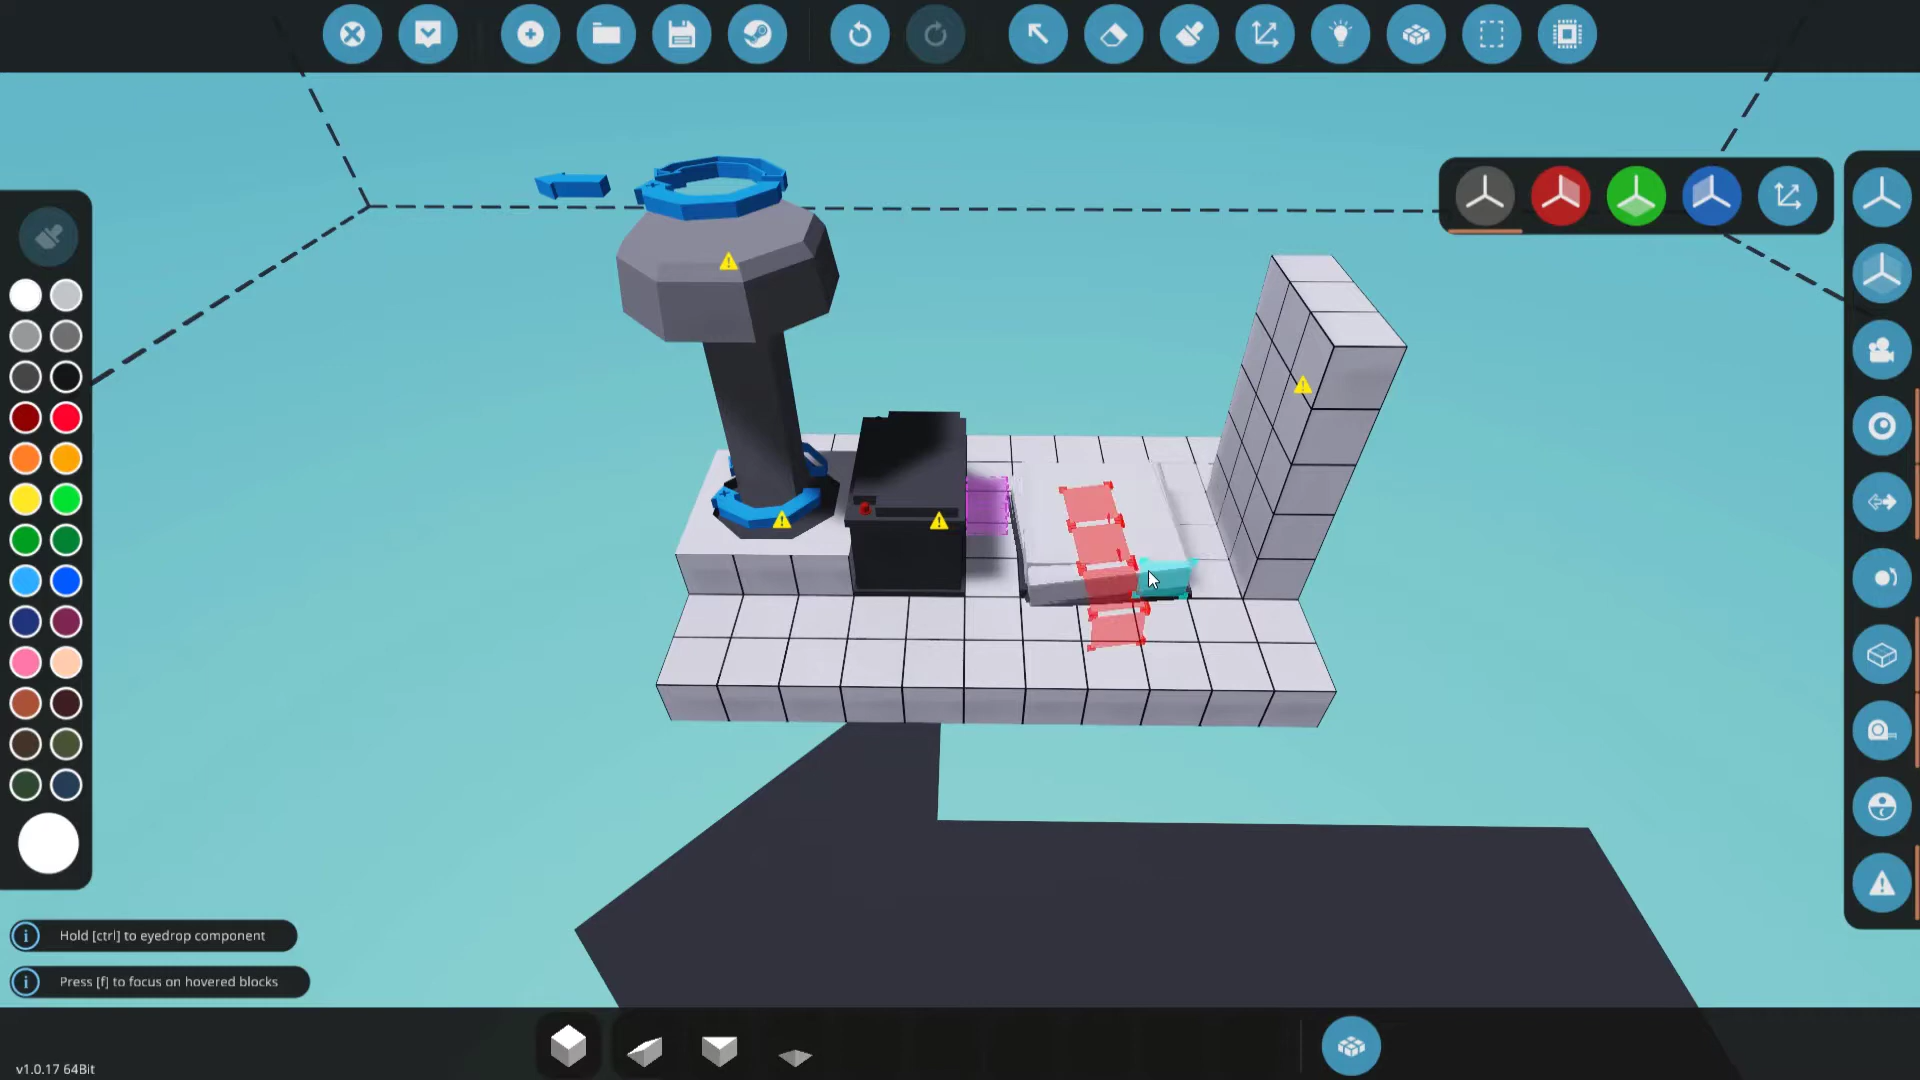 Hold [ctrl] to eyedrop component
Press [f] to focus on hovered blocks
v1.0.17 64Bit